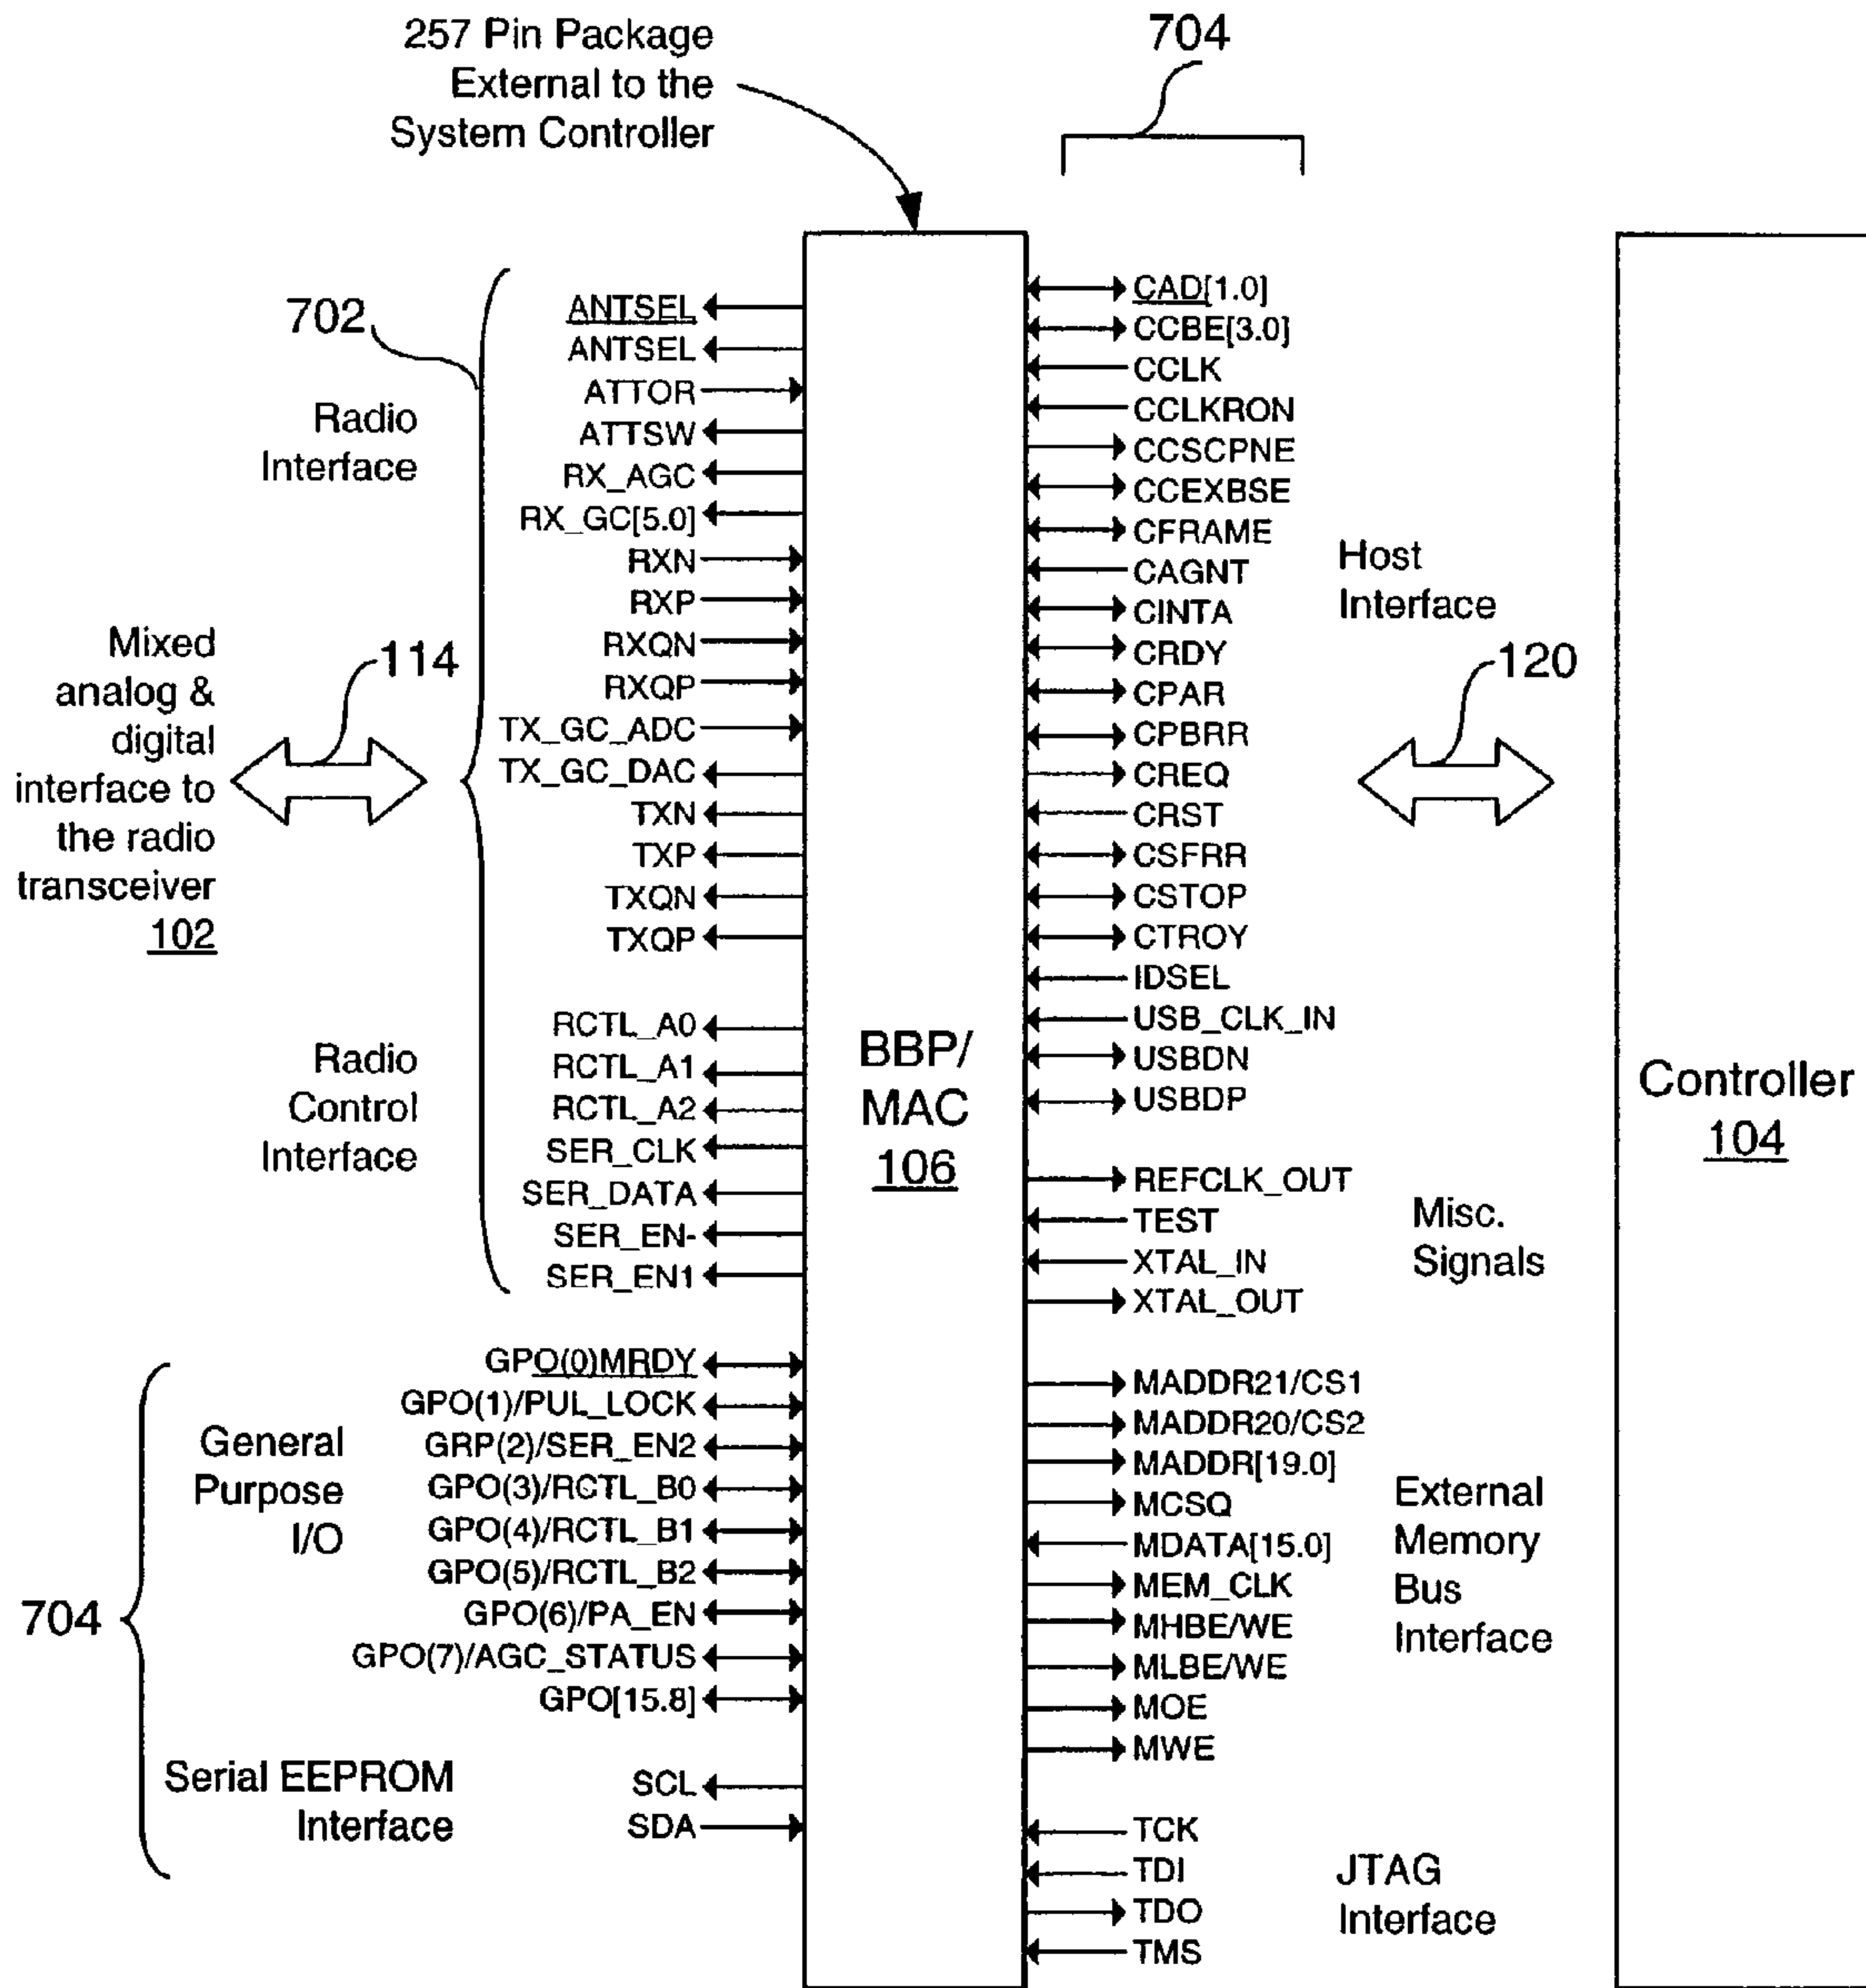 257 Pin Package
External to the
System Controller
704
702
Radio
Interface
ANTSEL
ANTSEL
ATTOR
ATTSW
RX_AGC
RX_GC[5.0]
RXN
RXP
RXQN
RXQP
TX_GC_ADC
TX_GC_DAC
TXN
TXP
TXQN
TXQP
Mixed
analog &
digital
interface to
the radio
transceiver
102
114
Radio
Control
Interface
RCTL_A0
RCTL_A1
RCTL_A2
SER_CLK
SER_DATA
SER_EN-
SER_EN1
704
General
Purpose
I/O
GPO(0)MRDY
GPO(1)/PUL_LOCK
GRP(2)/SER_EN2
GPO(3)/RCTL_B0
GPO(4)/RCTL_B1
GPO(5)/RCTL_B2
GPO(6)/PA_EN
GPO(7)/AGC_STATUS
GPO[15.8]
Serial EEPROM
Interface
SCL
SDA
BBP/
MAC
106
CAD[1.0]
CCBE[3.0]
CCLK
CCLKRON
CCSCPNE
CCEXBSE
CFRAME
CAGNT
CINTA
CRDY
CPAR
CPBRR
CREQ
CRST
CSFRR
CSTOP
CTROY
IDSEL
USB_CLK_IN
USBDN
USBDP
Host
Interface
120
REFCLK_OUT
TEST
XTAL_IN
XTAL_OUT
Misc.
Signals
MADDR21/CS1
MADDR20/CS2
MADDR[19.0]
MCSQ
MDATA[15.0]
MEM_CLK
MHBE/WE
MLBE/WE
MOE
MWE
External
Memory
Bus
Interface
TCK
TDI
TDO
TMS
JTAG
Interface
Controller
104